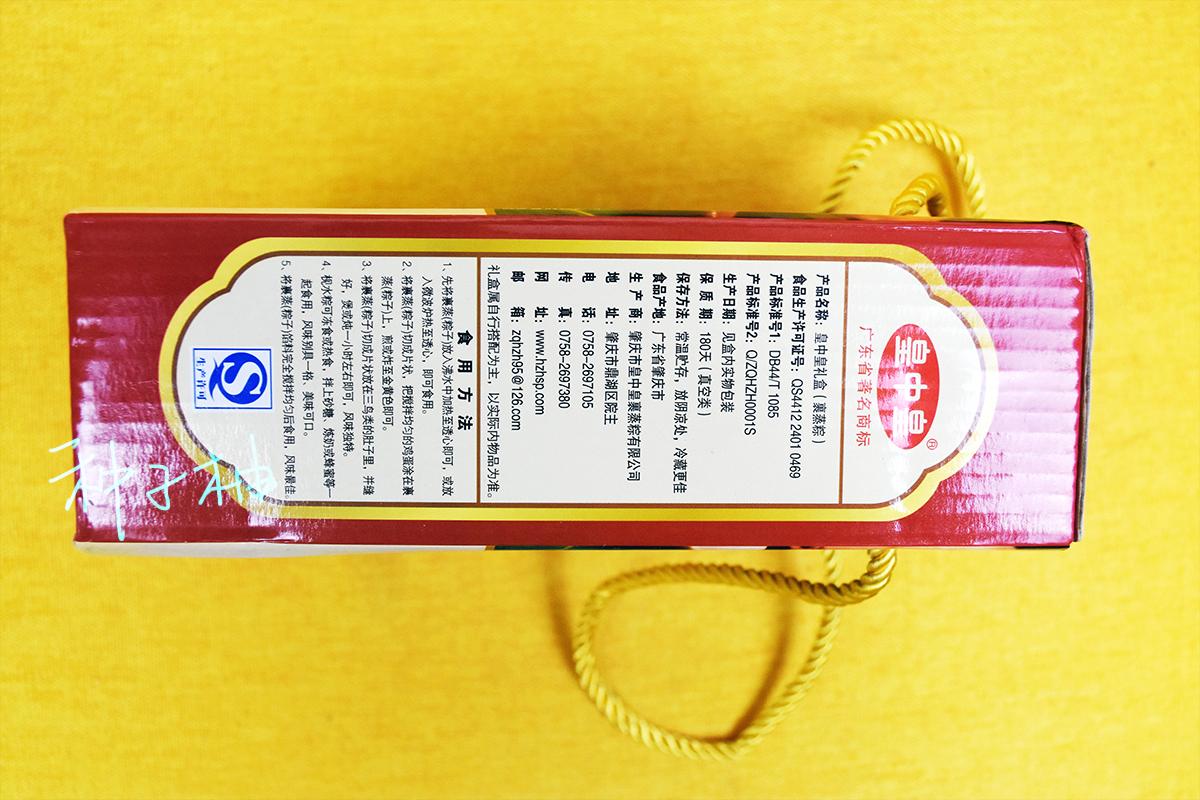 皇中皇®
广东省著名商标
产品名称：皇中皇礼盒（裹蒸粽）
食品生产许可证号：QS4412 2401 0469
产品标准号1：DB44/T 1085
产品标准号2：Q/ZQHZH0001S
生产日期：见盒内实物包装
保 质 期：180天（真空类）
保存方法：常温贮存，放阴凉处，冷藏更佳
食品产地：广东省肇庆市
生 产 商：肇庆市皇中皇裹蒸粽有限公司
地 址：肇庆市鼎湖区院主
电 话：0758-2697105
传 真：0758-2697380
网 址：www.hzhsp.com
邮 箱：zqhzh95@126.com
礼盒属自行搭配为主，以实际内物品为准。
食 用 方 法
1、先将裹蒸(粽子)放入沸水中加热至透心即可，或放
入微波炉热至透心，即可食用。
2、将裹蒸(粽子)切成片状，把搅拌均匀的鸡蛋涂在裹
蒸(粽子)上，煎或炸至金黄色即可。
3、将裹蒸(粽子)切成片状放在三鸟类的肚子里，并缝
好，煲或炖一小时左右即可，风味独特。
4、枧水粽可冻食或热食，拌上砂糖、炼奶或蜂蜜等一
起食用，风味别具一格，美味可口。
5、将裹蒸(粽子)馅料完全搅拌均匀后食用，风味最佳。
生产许可
种子柚